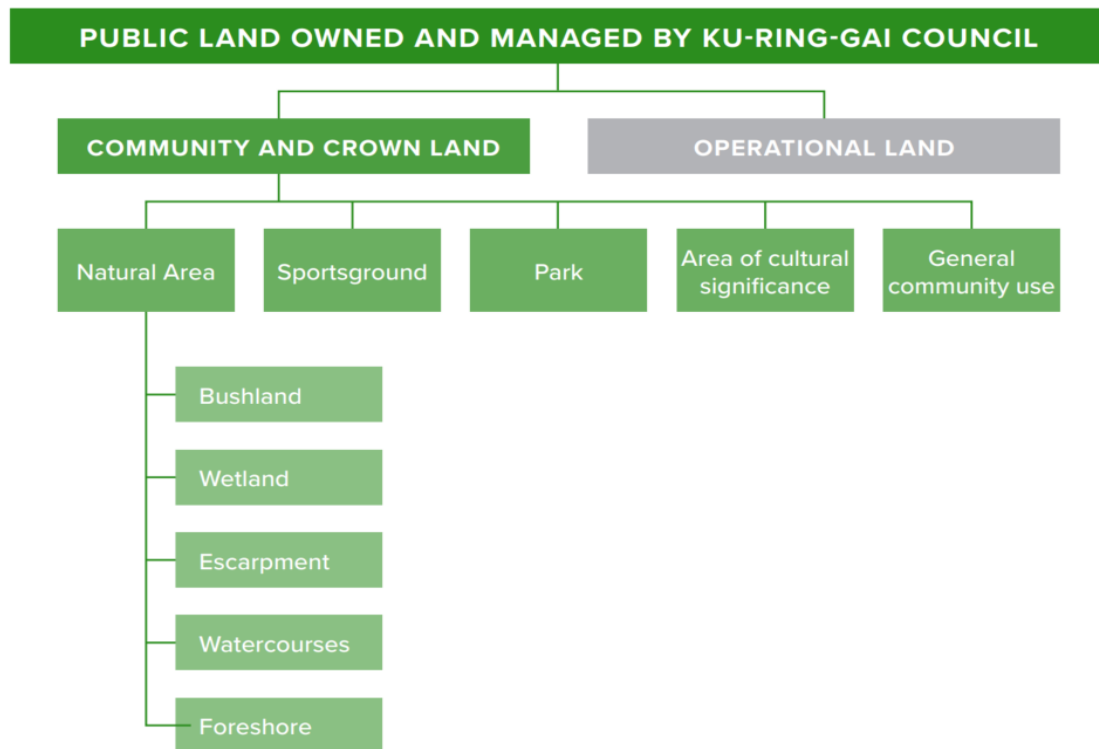 PUBLIC LAND OWNED AND MANAGED BY KU-RING-GAI COUNCIL
COMMUNITY AND CROWN LAND
OPERATIONAL LAND
Natural Area
Sportsground
Park
Area of cultural
significance
General
community use
Bushland
Wetland
Escarpment
Watercourses
Foreshore